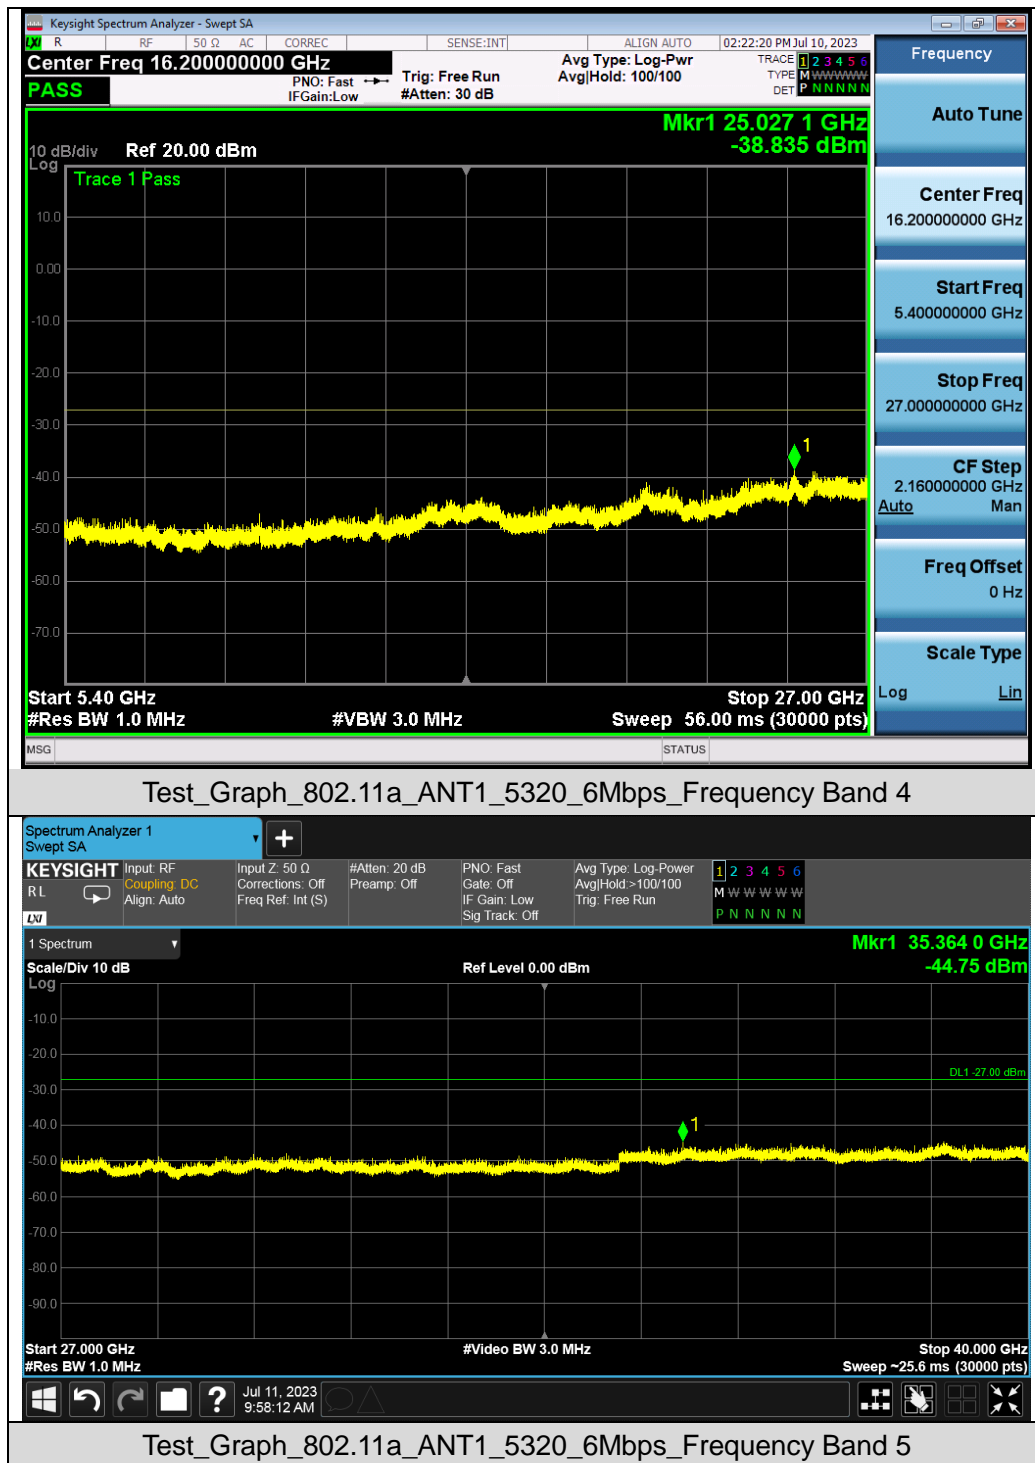 Keysight Spectrum Analyzer - Swept SA
LXI R RF 50 Ω AC CORREC SENSE:INT ALIGN AUTO 02:22:20 PM Jul 10, 2023
Center Freq 16.200000000 GHz
PASS
PNO: Fast
IFGain:Low
Trig: Free Run
#Atten: 30 dB
Avg Type: Log-Pwr
Avg|Hold: 100/100
TRACE 1 2 3 4 5 6
TYPE M W W W W W
DET P N N N N N
Mkr1 25.027 1 GHz
-38.835 dBm
10 dB/div Ref 20.00 dBm
Log
Trace 1 Pass
10.0
0.00
-10.0
-20.0
-30.0
-40.0
-50.0
-60.0
-70.0
1
Start 5.40 GHz Stop 27.00 GHz
#Res BW 1.0 MHz #VBW 3.0 MHz Sweep 56.00 ms (30000 pts)
MSG STATUS
Frequency
Auto Tune
Center Freq
16.200000000 GHz
Start Freq
5.400000000 GHz
Stop Freq
27.000000000 GHz
CF Step
2.160000000 GHz
Auto Man
Freq Offset
0 Hz
Scale Type
Log Lin
Test_Graph_802.11a_ANT1_5320_6Mbps_Frequency Band 4
Spectrum Analyzer 1
Swept SA
+
KEYSIGHT
RL
LXI
Input: RF
Coupling: DC
Align: Auto
Input Z: 50 Ω
Corrections: Off
Freq Ref: Int (S)
#Atten: 20 dB
Preamp: Off
PNO: Fast
Gate: Off
IF Gain: Low
Sig Track: Off
Avg Type: Log-Power
Avg|Hold:>100/100
Trig: Free Run
1 2 3 4 5 6
M W W W W W
P N N N N N
1 Spectrum
Mkr1 35.364 0 GHz
-44.75 dBm
Scale/Div 10 dB Ref Level 0.00 dBm
Log
-10.0
-20.0
DL1 -27.00 dBm
-30.0
-40.0
-50.0
-60.0
-70.0
-80.0
-90.0
1
Start 27.000 GHz #Video BW 3.0 MHz Stop 40.000 GHz
#Res BW 1.0 MHz Sweep ~25.6 ms (30000 pts)
?
Jul 11, 2023
9:58:12 AM
Test_Graph_802.11a_ANT1_5320_6Mbps_Frequency Band 5